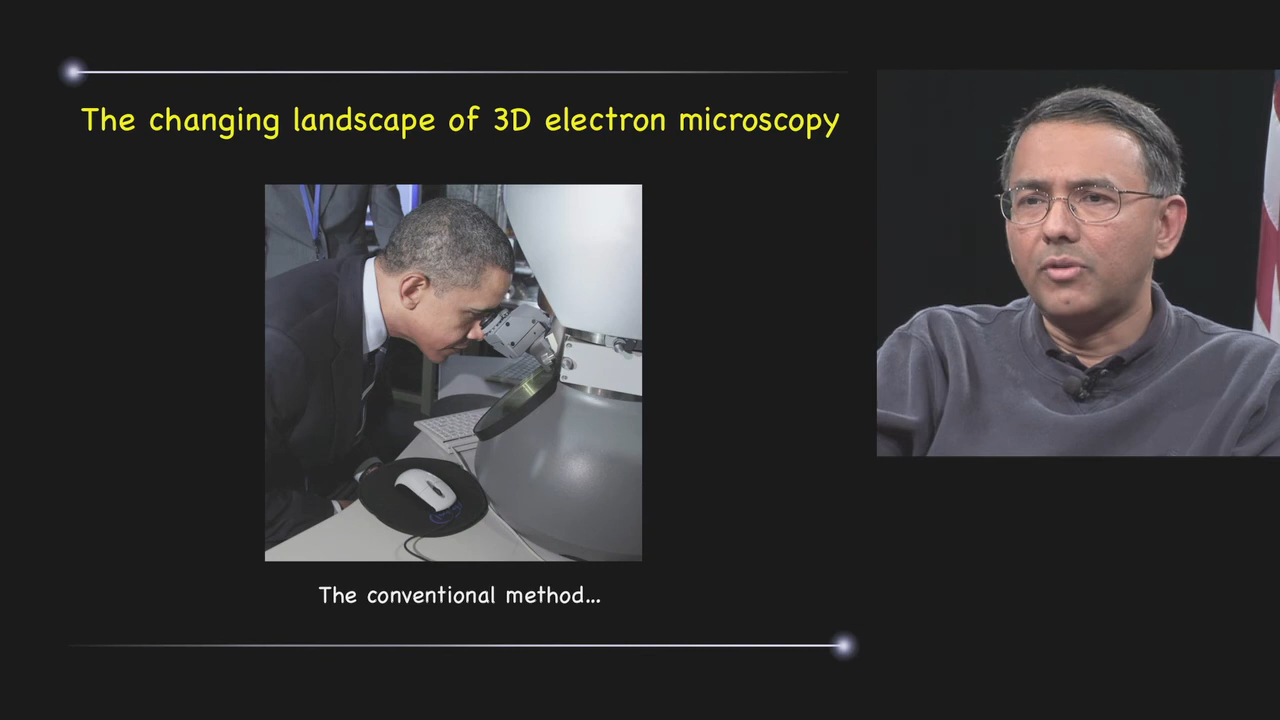 The changing landscape of 3D electron microscopy
The conventional method...